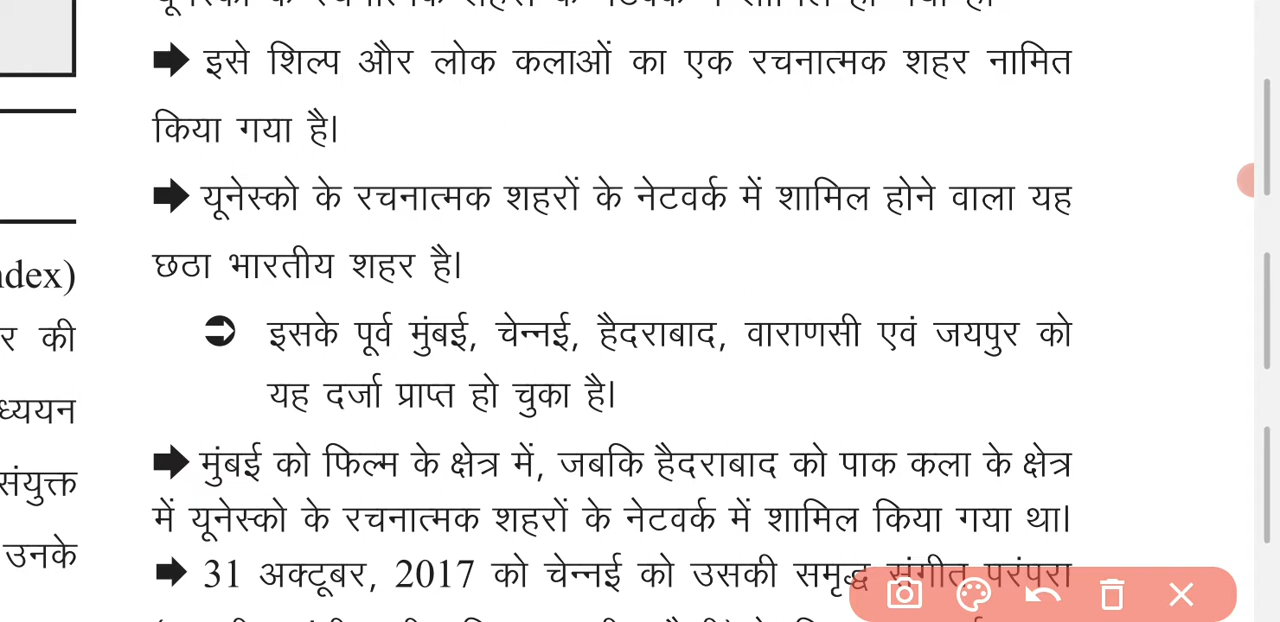 ➡ इसे शिल्प और लोक कलाओं का एक रचनात्मक शहर नामित
किया गया है।
➡ यूनेस्को के रचनात्मक शहरों के नेटवर्क में शामिल होने वाला यह
छठा भारतीय शहर है।
➲ इसके पूर्व मुंबई, चेन्नई, हैदराबाद, वाराणसी एवं जयपुर को
यह दर्जा प्राप्त हो चुका है।
➡ मुंबई को फिल्म के क्षेत्र में, जबकि हैदराबाद को पाक कला के क्षेत्र
में यूनेस्को के रचनात्मक शहरों के नेटवर्क में शामिल किया गया था।
➡ 31 अक्टूबर, 2017 को चेन्नई को उसकी समृद्ध संगीत परंपरा
ndex)
र की
ध्ययन
संयुक्त
उनके